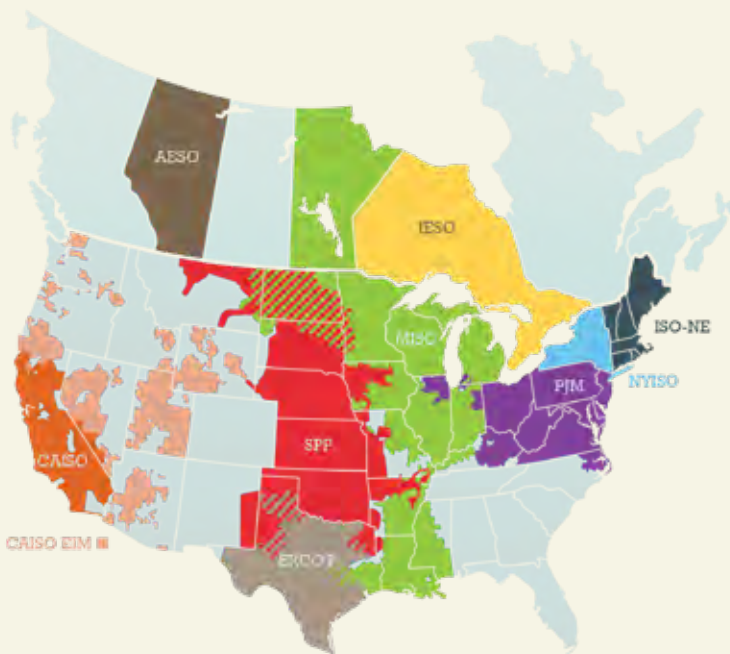 AESO
IESO
MISO
ISO-NE
NYISO
PJM
SPP
CAISO
CAISO EIM
ERCOT